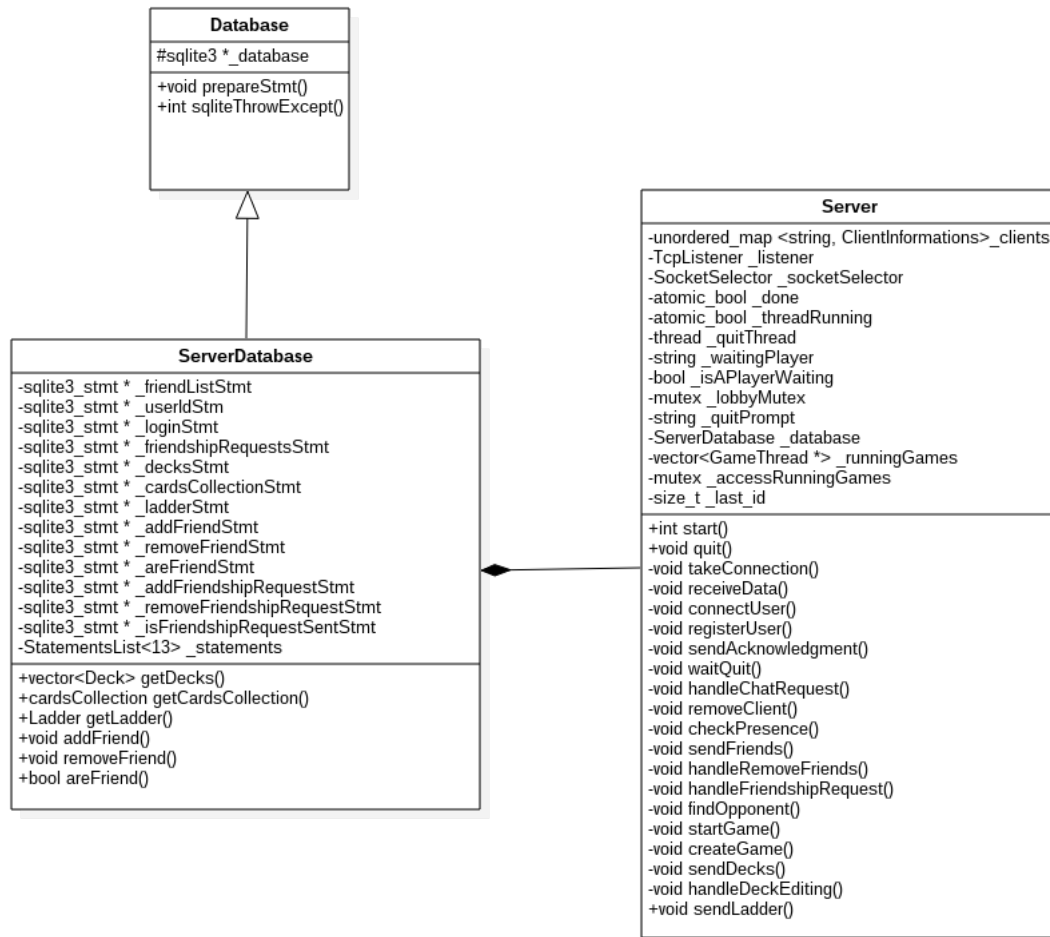 Database
#sqlite3 *_database
+void prepareStmt()
+int sqliteThrowExcept()
ServerDatabase
-sqlite3_stmt * _friendListStmt
-sqlite3_stmt * _userIdStm
-sqlite3_stmt * _loginStmt
-sqlite3_stmt * _friendshipRequestsStmt
-sqlite3_stmt * _decksStmt
-sqlite3_stmt * _cardsCollectionStmt
-sqlite3_stmt * _ladderStmt
-sqlite3_stmt * _addFriendStmt
-sqlite3_stmt * _removeFriendStmt
-sqlite3_stmt * _areFriendStmt
-sqlite3_stmt * _addFriendshipRequestStmt
-sqlite3_stmt * _removeFriendshipRequestStmt
-sqlite3_stmt * _isFriendshipRequestSentStmt
-StatementsList<13> _statements
+vector<Deck> getDecks()
+cardsCollection getCardsCollection()
+Ladder getLadder()
+void addFriend()
+void removeFriend()
+bool areFriend()
Server
-unordered_map <string, ClientInformations>_clients
-TcpListener _listener
-SocketSelector _socketSelector
-atomic_bool _done
-atomic_bool _threadRunning
-thread _quitThread
-string _waitingPlayer
-bool _isAPlayerWaiting
-mutex _lobbyMutex
-string _quitPrompt
-ServerDatabase _database
-vector<GameThread *> _runningGames
-mutex _accessRunningGames
-size_t _last_id
+int start()
+void quit()
-void takeConnection()
-void receiveData()
-void connectUser()
-void registerUser()
-void sendAcknowledgment()
-void waitQuit()
-void handleChatRequest()
-void removeClient()
-void checkPresence()
-void sendFriends()
-void handleRemoveFriends()
-void handleFriendshipRequest()
-void findOpponent()
-void startGame()
-void createGame()
-void sendDecks()
-void handleDeckEditing()
+void sendLadder()